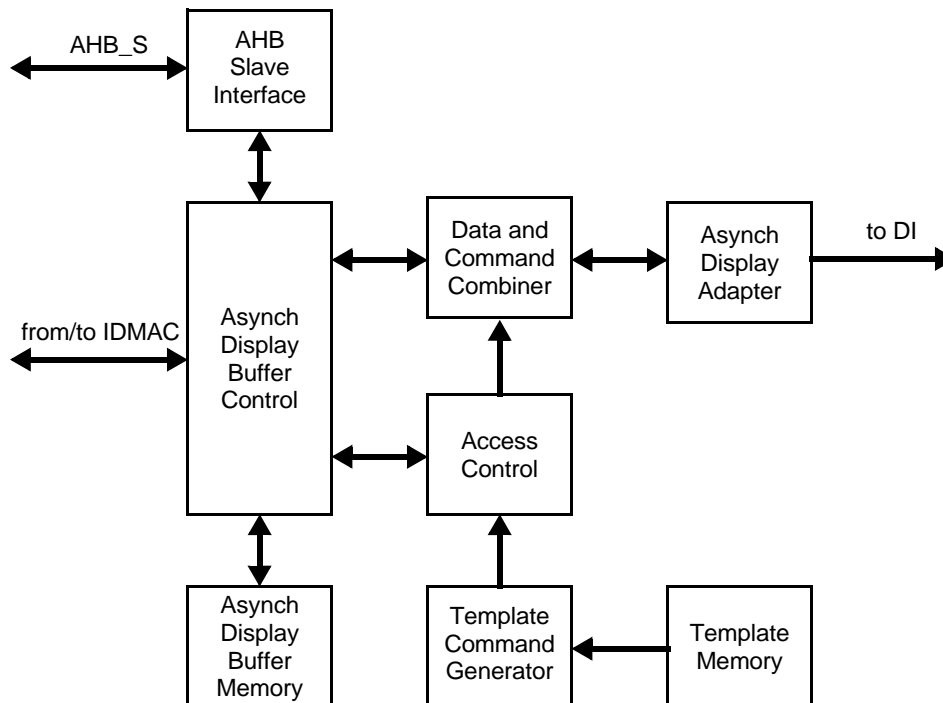 AHB_S
AHB
Slave
Interface
Data and
Command
Combiner
Asynch
Display
Adapter
to DI
from/to IDMAC
Asynch
Display
Buffer
Control
Access
Control
Asynch
Display
Buffer
Memory
Template
Command
Generator
Template
Memory